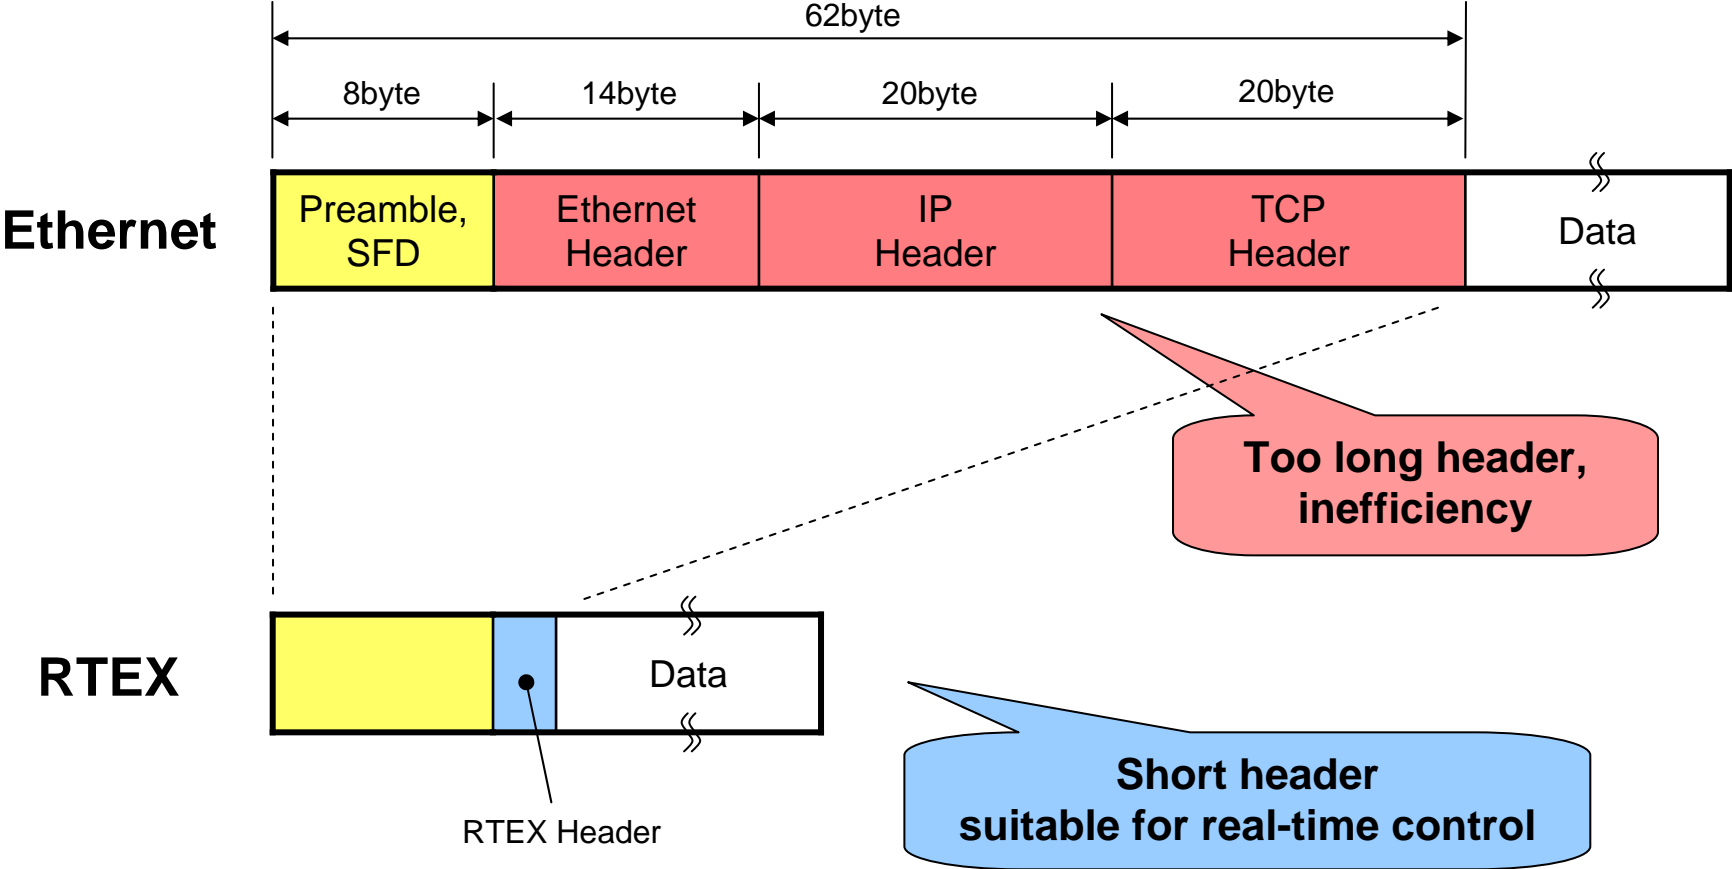 62byte
8byte
14byte
20byte
20byte
Ethernet
Preamble,
SFD
Ethernet
Header
IP
Header
TCP
Header
Data
Too long header,
inefficiency
RTEX
Data
RTEX Header
Short header
suitable for real-time control